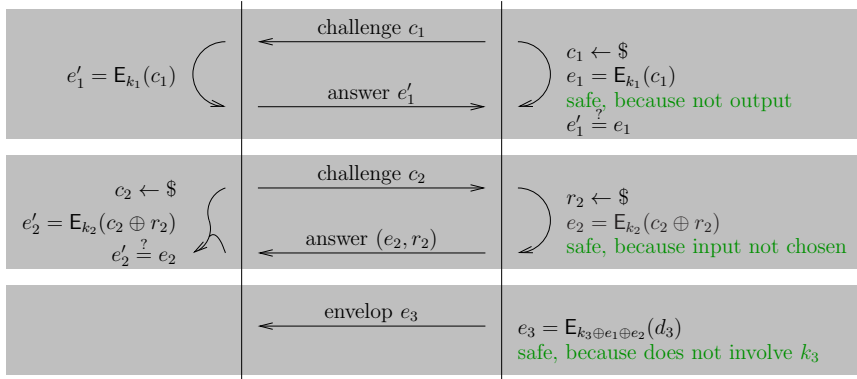 challenge c₁
c₁ ← $
e′₁ = E_{k₁}(c₁)
e₁ = E_{k₁}(c₁)
answer e′₁
safe, because not output
e′₁ ≟ e₁
challenge c₂
c₂ ← $
r₂ ← $
e′₂ = E_{k₂}(c₂ ⊕ r₂)
e₂ = E_{k₂}(c₂ ⊕ r₂)
answer (e₂, r₂)
e′₂ ≟ e₂
safe, because input not chosen
envelop e₃
e₃ = E_{k₃⊕e₁⊕e₂}(d₃)
safe, because does not involve k₃